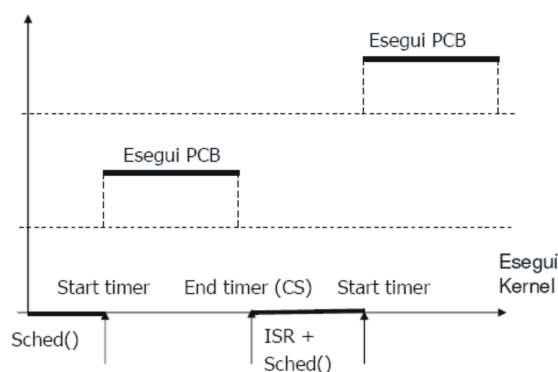 Esegui PCB
Esegui PCB
Esegui
Kernel
Start timer
End timer (CS)
Start timer
Sched()
ISR +
Sched()